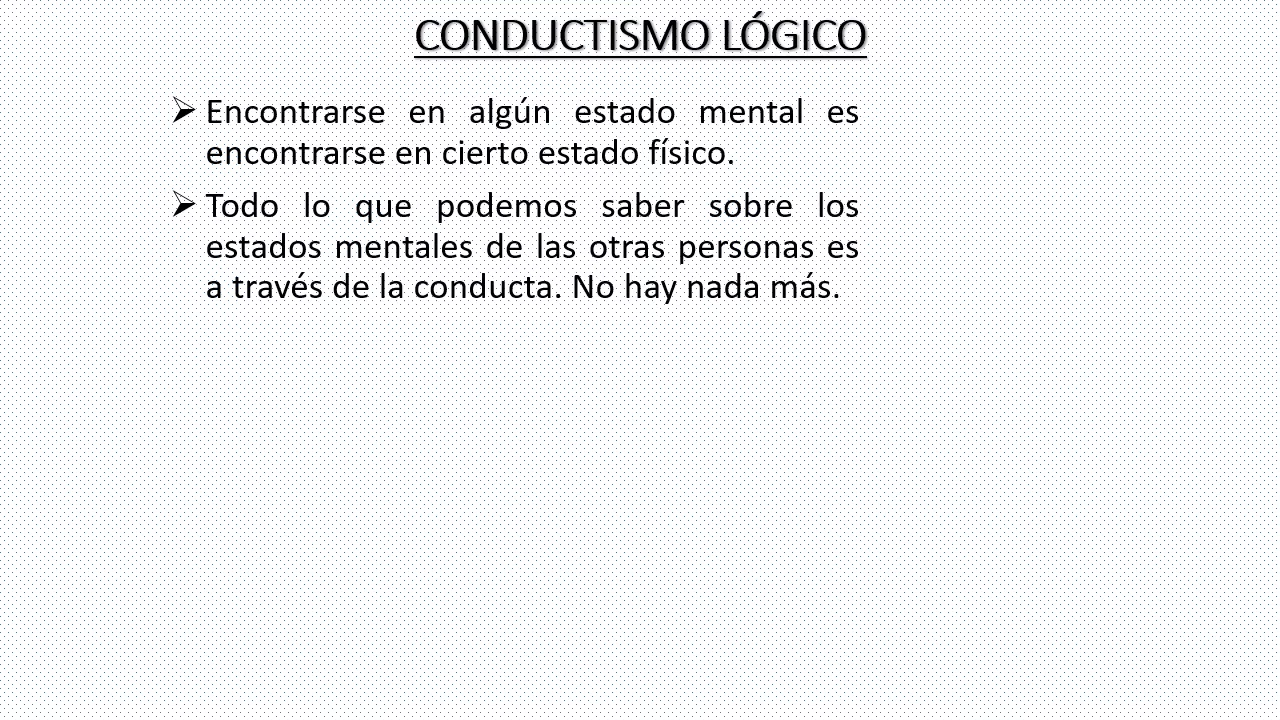 CONDUCTISMO LÓGICO
Encontrarse en algún estado mental es
encontrarse en cierto estado físico.
Todo lo que podemos saber sobre los
estados mentales de las otras personas es
a través de la conducta. No hay nada más.